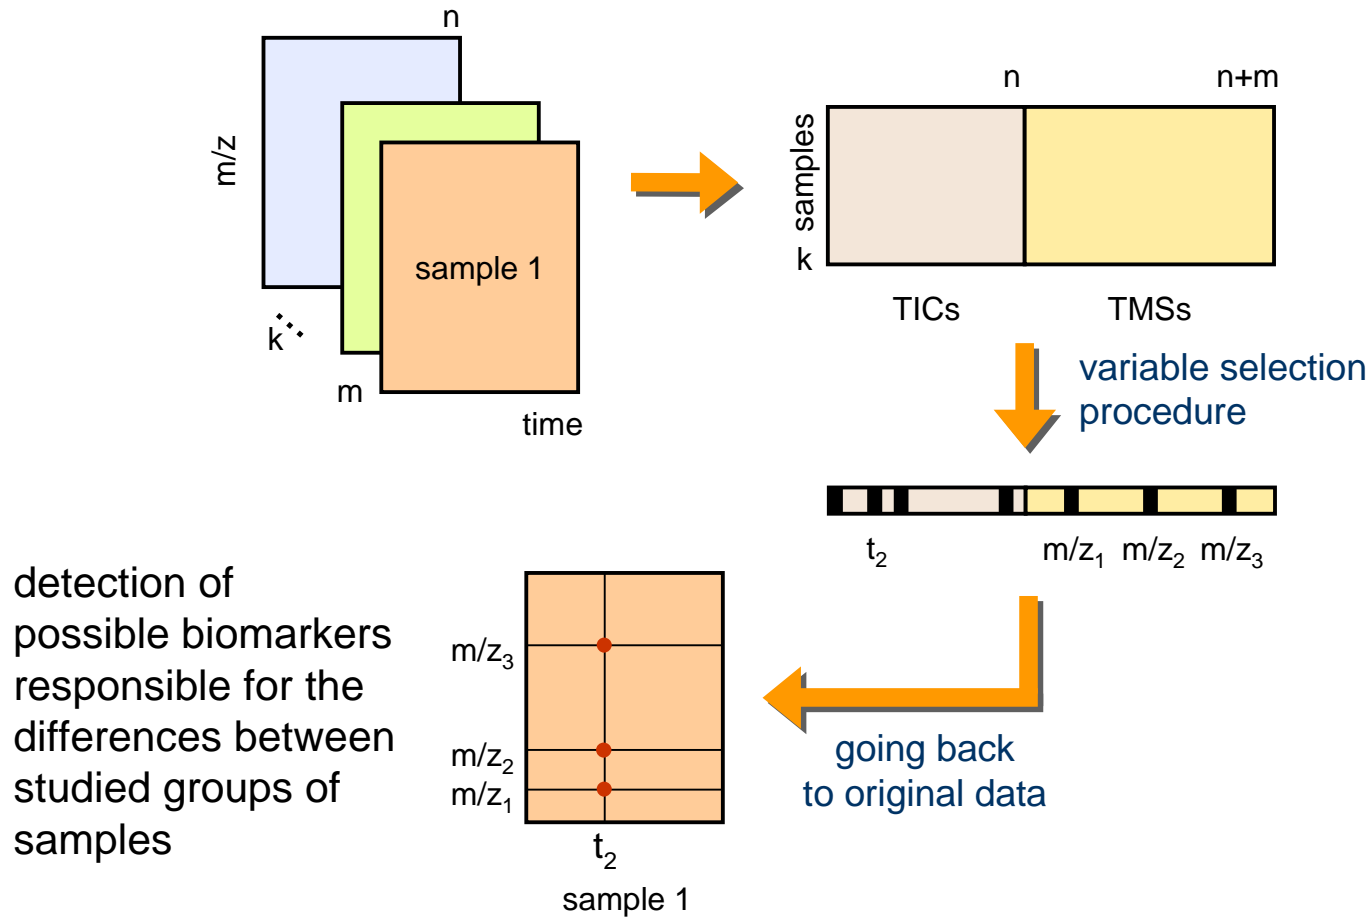 n
m/z
sample 1
k
m
time
n
n+m
samples
k
TICs
TMSs
variable selection
procedure
t2
m/z1
m/z2
m/z3
detection of
possible biomarkers
responsible for the
differences between
studied groups of
samples
m/z3
m/z2
m/z1
t2
sample 1
going back
to original data